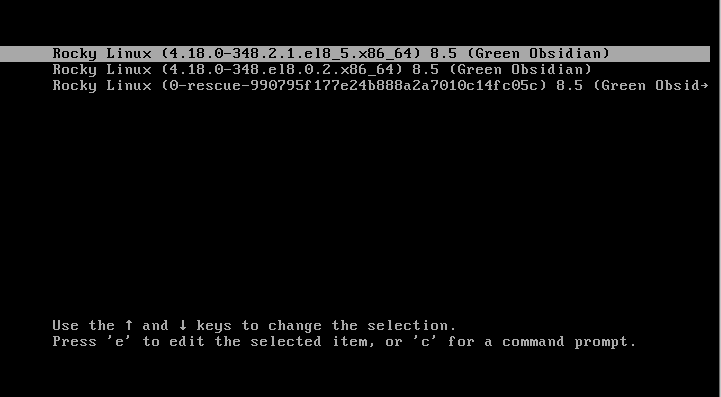 Rocky Linux (4.18.0-348.2.1.el8_5.x86_64) 8.5 (Green Obsidian)
Rocky Linux (4.18.0-348.el8.0.2.x86_64) 8.5 (Green Obsidian)
Rocky Linux (0-rescue-990795f177e24b888a2a7010c14fc05c) 8.5 (Green Obsid→
Use the ↑ and ↓ keys to change the selection.
Press 'e' to edit the selected item, or 'c' for a command prompt.